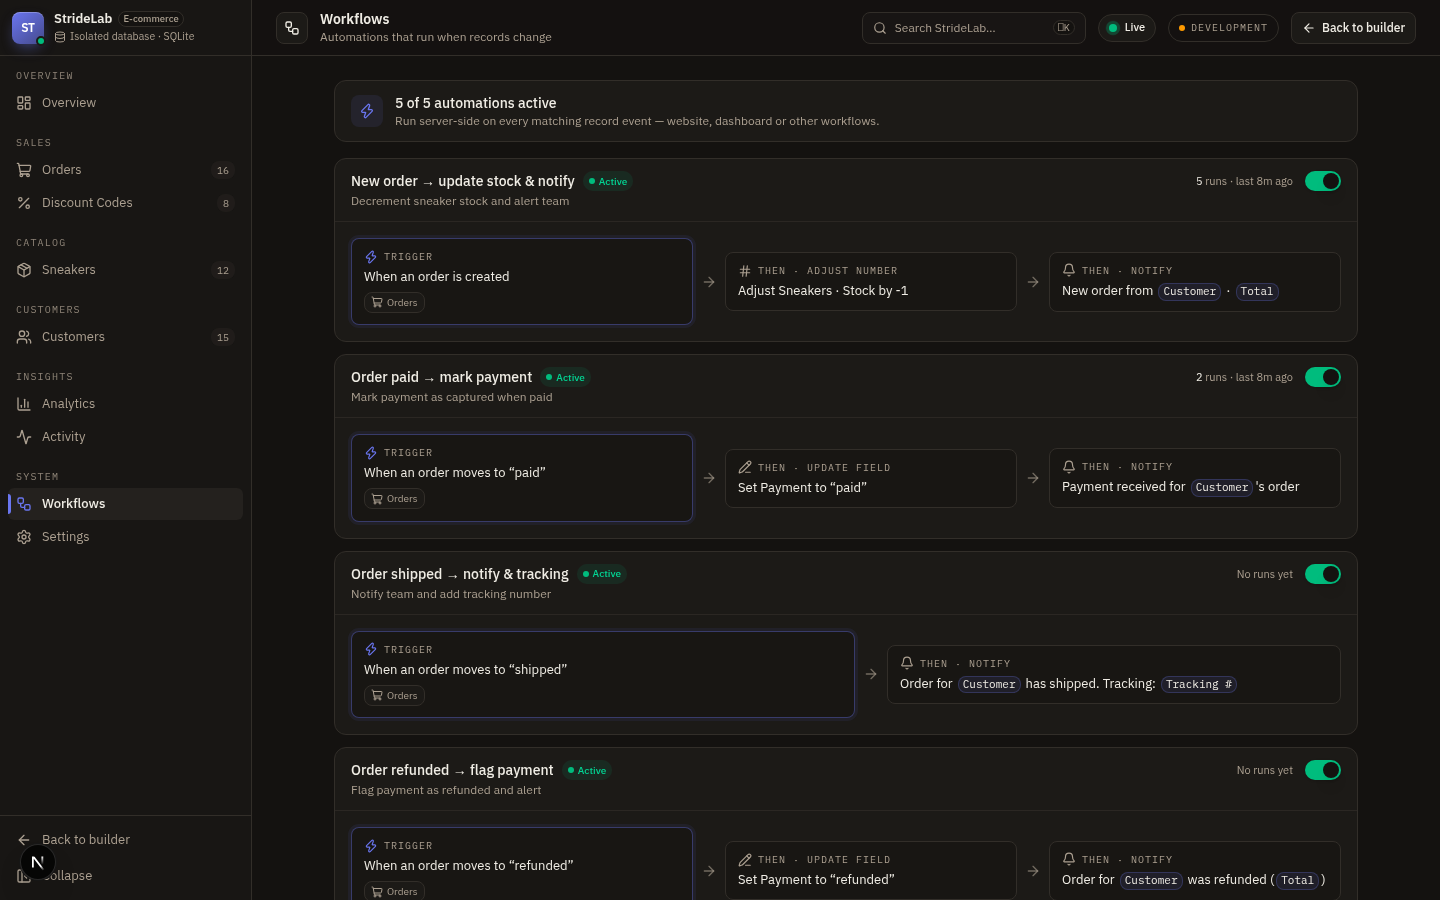 ST
StrideLab E-commerce
Isolated database · SQLite
OVERVIEW
Overview
SALES
Orders 16
Discount Codes 8
CATALOG
Sneakers 12
CUSTOMERS
Customers 15
INSIGHTS
Analytics
Activity
SYSTEM
Workflows
Settings
Back to builder
N
Workflows
Automations that run when records change
Search StrideLab...
Live
DEVELOPMENT
Back to builder
5 of 5 automations active
Run server-side on every matching record event — website, dashboard or other workflows.
New order → update stock & notify Active
Decrement sneaker stock and alert team
5 runs · last 8m ago
TRIGGER
When an order is created
Orders
THEN · ADJUST NUMBER
Adjust Sneakers · Stock by -1
THEN · NOTIFY
New order from Customer · Total
Order paid → mark payment Active
Mark payment as captured when paid
2 runs · last 8m ago
TRIGGER
When an order moves to “paid”
Orders
THEN · UPDATE FIELD
Set Payment to “paid”
THEN · NOTIFY
Payment received for Customer 's order
Order shipped → notify & tracking Active
Notify team and add tracking number
No runs yet
TRIGGER
When an order moves to “shipped”
Orders
THEN · NOTIFY
Order for Customer has shipped. Tracking: Tracking #
Order refunded → flag payment Active
Flag payment as refunded and alert
No runs yet
TRIGGER
When an order moves to “refunded”
Orders
THEN · UPDATE FIELD
Set Payment to “refunded”
THEN · NOTIFY
Order for Customer was refunded ( Total )